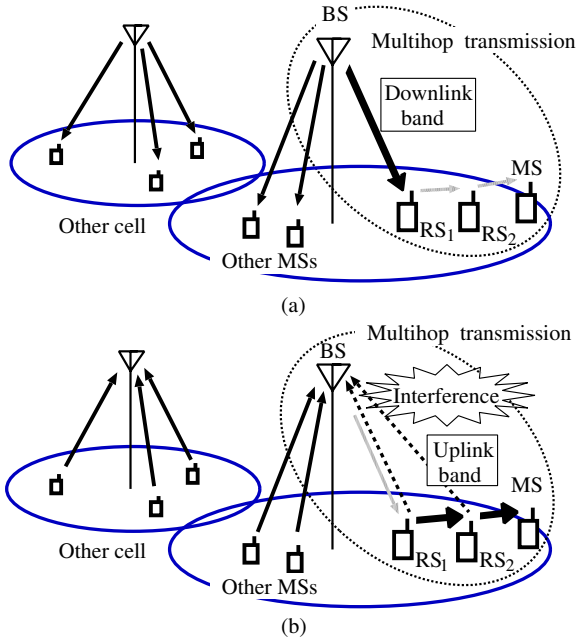 BS
Multihop transmission
Downlink
band
MS
RS1
RS2
Other cell
Other MSs
(a)
Multihop transmission
BS
Interference
Uplink
band
MS
RS1
RS2
Other cell
Other MSs
(b)